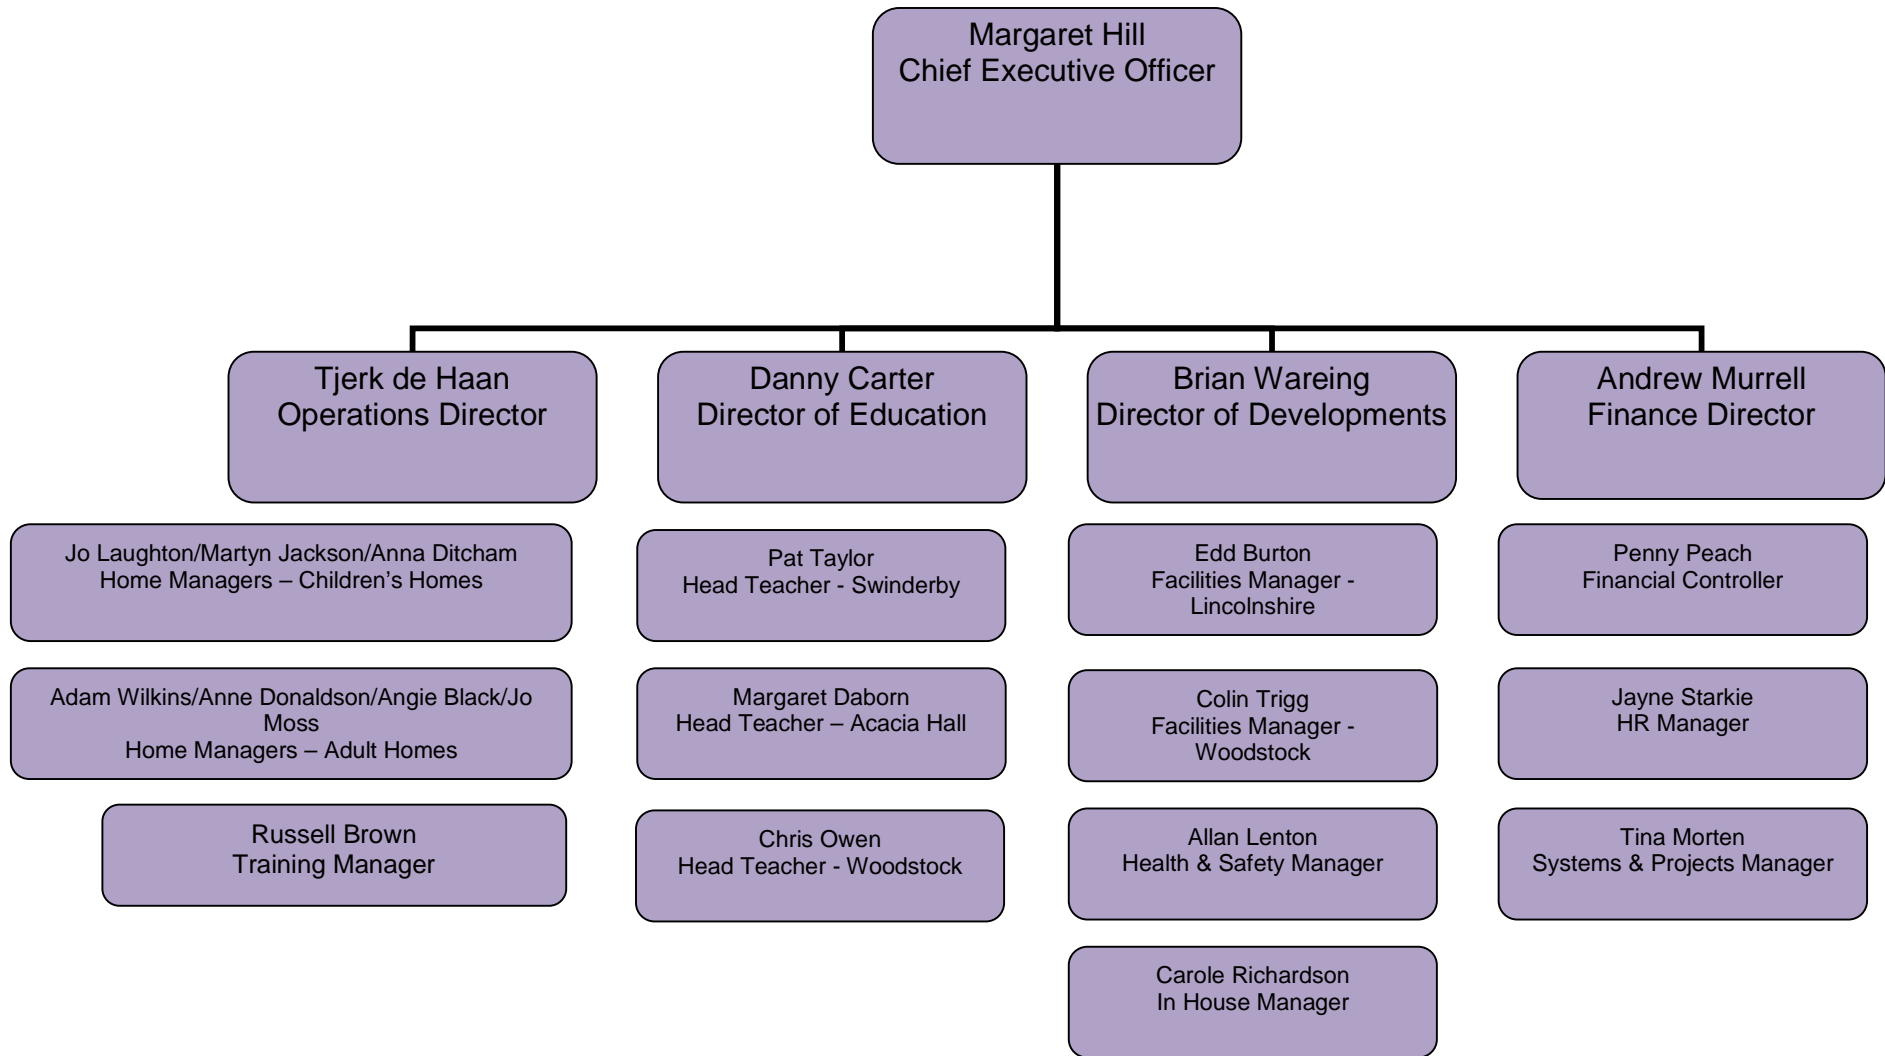 Margaret Hill
Chief Executive Officer
Tjerk de Haan
Operations Director
Danny Carter
Director of Education
Brian Wareing
Director of Developments
Andrew Murrell
Finance Director
Jo Laughton/Martyn Jackson/Anna Ditcham
Home Managers – Children’s Homes
Pat Taylor
Head Teacher - Swinderby
Edd Burton
Facilities Manager -
Lincolnshire
Penny Peach
Financial Controller
Adam Wilkins/Anne Donaldson/Angie Black/Jo
Moss
Home Managers – Adult Homes
Margaret Daborn
Head Teacher – Acacia Hall
Colin Trigg
Facilities Manager -
Woodstock
Jayne Starkie
HR Manager
Russell Brown
Training Manager
Chris Owen
Head Teacher - Woodstock
Allan Lenton
Health & Safety Manager
Tina Morten
Systems & Projects Manager
Carole Richardson
In House Manager